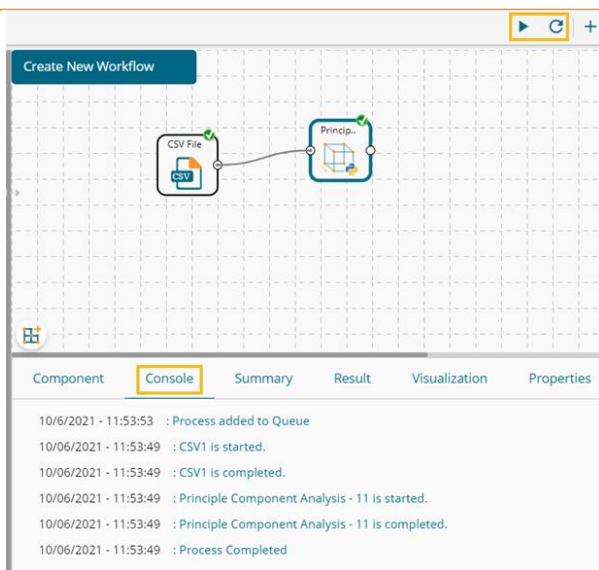 Create New Workflow
CSV File
CSV
Princip..
Component Console Summary Result Visualization Properties
10/6/2021 - 11:53:53 : Process added to Queue
10/06/2021 - 11:53:49 : CSV1 is started.
10/06/2021 - 11:53:49 : CSV1 is completed.
10/06/2021 - 11:53:49 : Principle Component Analysis - 11 is started.
10/06/2021 - 11:53:49 : Principle Component Analysis - 11 is completed.
10/06/2021 - 11:53:49 : Process Completed